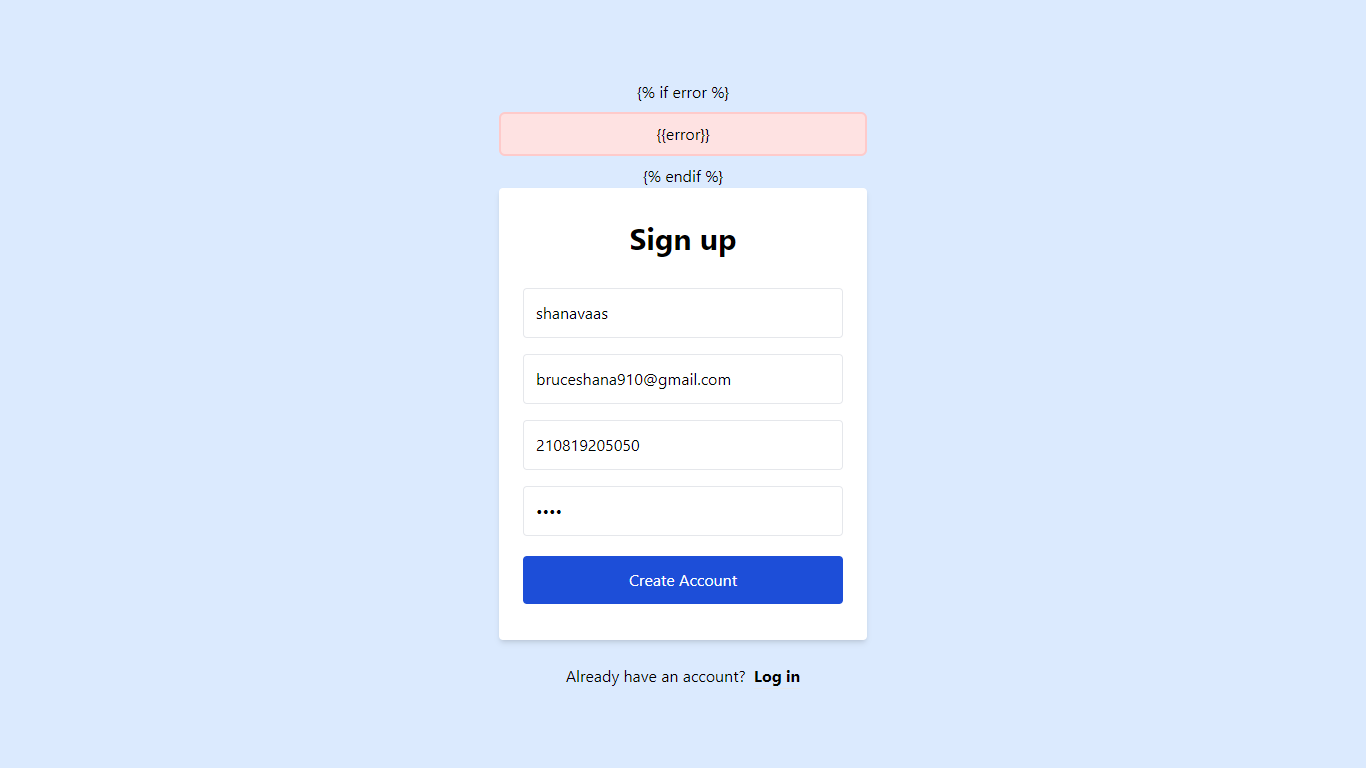 {% if error %}
{{error}}
{% endif %}
Sign up
shanavaas
bruceshana910@gmail.com
210819205050
••••
Create Account
Already have an account? Log in